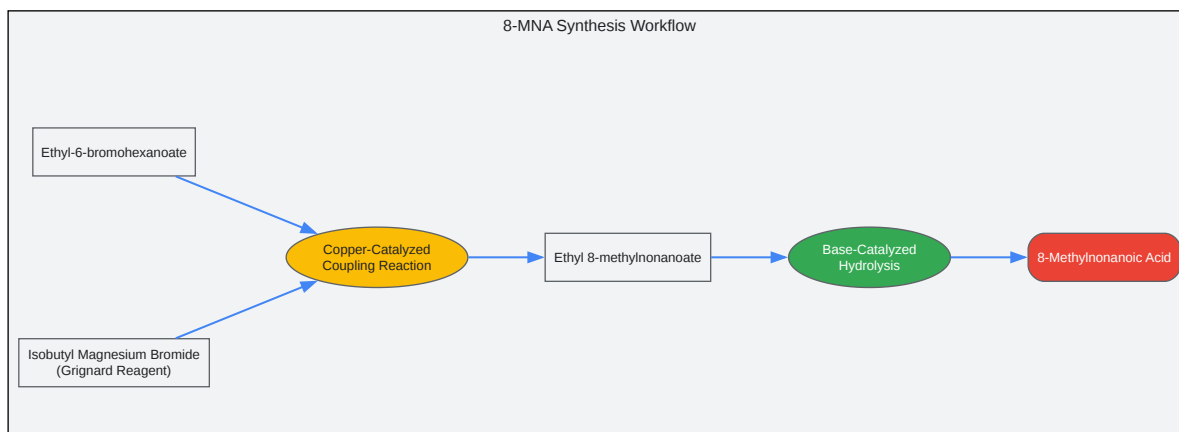 8-MNA Synthesis Workflow
Ethyl-6-bromohexanoate
Isobutyl Magnesium Bromide
(Grignard Reagent)
Copper-Catalyzed
Coupling Reaction
Ethyl 8-methylnonanoate
Base-Catalyzed
Hydrolysis
8-Methylnonanoic Acid